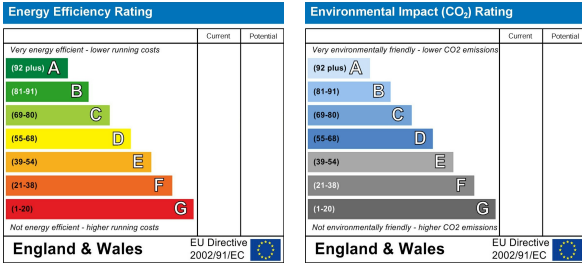 Energy Efficiency Rating
Current Potential
Very energy efficient - lower running costs
(92 plus) A
(81-91) B
(69-80) C
(55-68) D
(39-54) E
(21-38) F
(1-20) G
Not energy efficient - higher running costs
England & Wales
EU Directive
2002/91/EC
Environmental Impact (CO₂) Rating
Current Potential
Very environmentally friendly - lower CO2 emissions
(92 plus) A
(81-91) B
(69-80) C
(55-68) D
(39-54) E
(21-38) F
(1-20) G
Not environmentally friendly - higher CO2 emissions
England & Wales
EU Directive
2002/91/EC